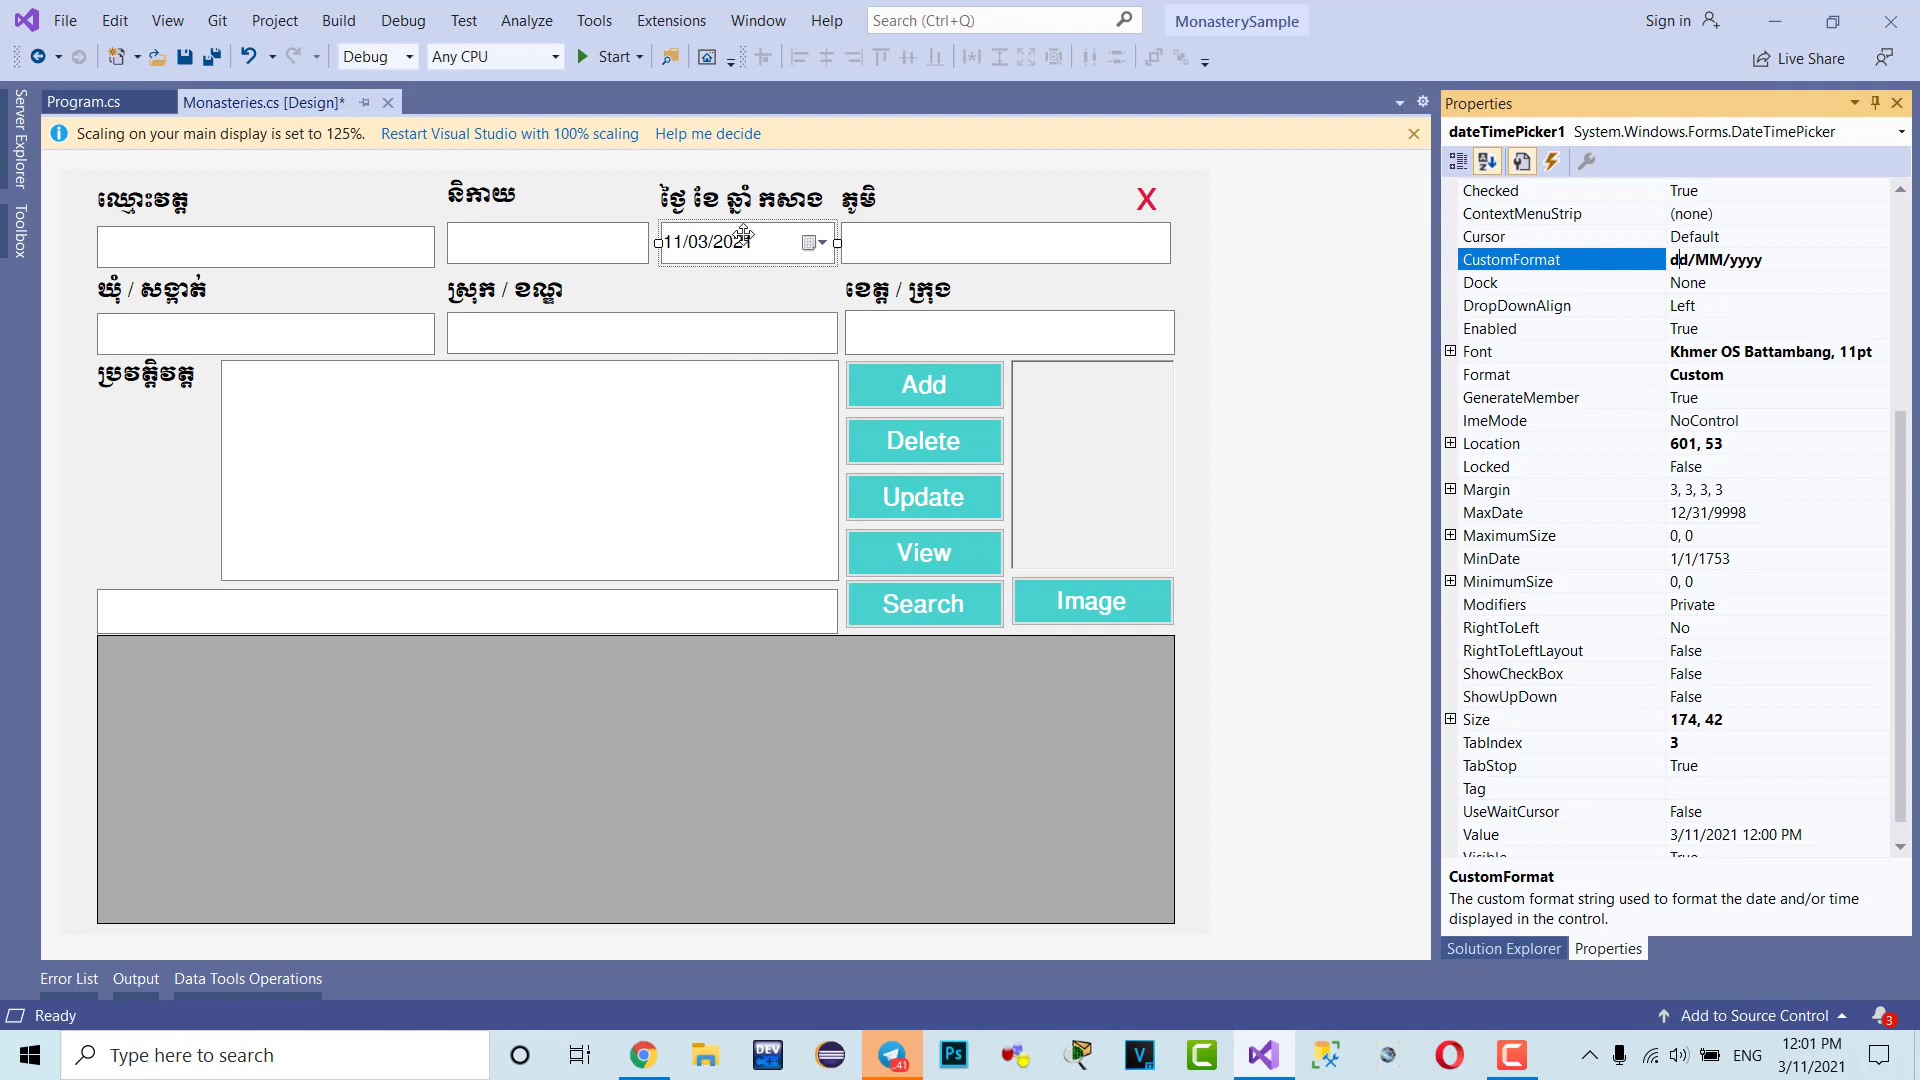 File Edit View Git Project Build Debug Test Analyze Tools Extensions Window Help Search (Ctrl+Q) MonasterySample Sign in
Debug Any CPU Start Live Share
Server Explorer
Toolbox
Program.cs Monasteries.cs [Design]*
Scaling on your main display is set to 125%. Restart Visual Studio with 100% scaling Help me decide
ឈ្មោះវត្ត និកាយ ថ្ងៃ ខែ ឆ្នាំ កសាង ភូមិ X
11/03/2021
ឃុំ / សង្កាត់ ស្រុក / ខណ្ឌ ខេត្ត / ក្រុង
ប្រវត្តិវត្ត
Add
Delete
Update
View
Search Image
Properties
dateTimePicker1 System.Windows.Forms.DateTimePicker
Checked True
ContextMenuStrip (none)
Cursor Default
CustomFormat dd/MM/yyyy
Dock None
DropDownAlign Left
Enabled True
Font Khmer OS Battambang, 11pt
Format Custom
GenerateMember True
ImeMode NoControl
Location 601, 53
Locked False
Margin 3, 3, 3, 3
MaxDate 12/31/9998
MaximumSize 0, 0
MinDate 1/1/1753
MinimumSize 0, 0
Modifiers Private
RightToLeft No
RightToLeftLayout False
ShowCheckBox False
ShowUpDown False
Size 174, 42
TabIndex 3
TabStop True
Tag
UseWaitCursor False
Value 3/11/2021 12:00 PM
Visible True
CustomFormat
The custom format string used to format the date and/or time
displayed in the control.
Solution Explorer Properties
Error List Output Data Tools Operations
Ready Add to Source Control 3
Type here to search DEV 41 Ps V C C ENG 12:01 PM
3/11/2021